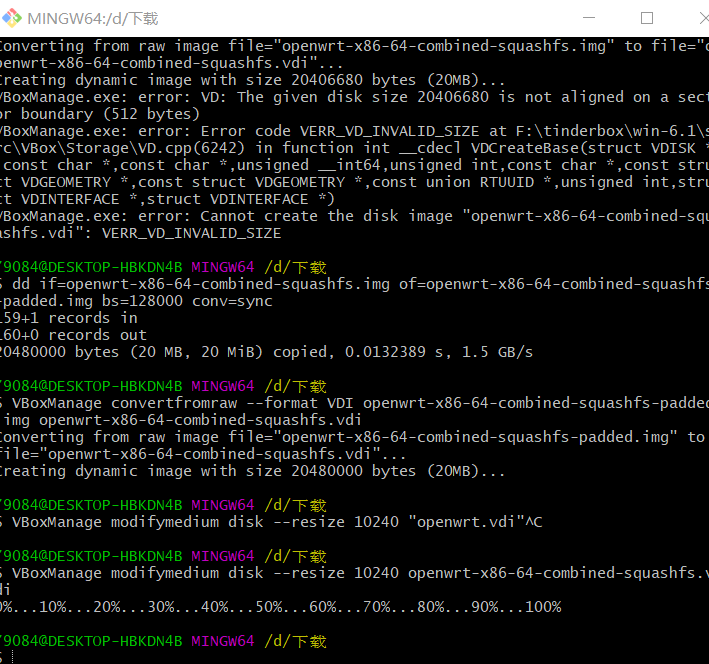 MINGW64:/d/下载
Converting from raw image file="openwrt-x86-64-combined-squashfs.img" to file="o
penwrt-x86-64-combined-squashfs.vdi"...
Creating dynamic image with size 20406680 bytes (20MB)...
VBoxManage.exe: error: VD: The given disk size 20406680 is not aligned on a sect
or boundary (512 bytes)
VBoxManage.exe: error: Error code VERR_VD_INVALID_SIZE at F:\tinderbox\win-6.1\s
rc\VBox\Storage\VD.cpp(6242) in function int __cdecl VDCreateBase(struct VDISK *
,const char *,const char *,unsigned __int64,unsigned int,const char *,const stru
ct VDGEOMETRY *,const struct VDGEOMETRY *,const union RTUUID *,unsigned int,stru
ct VDINTERFACE *,struct VDINTERFACE *)
VBoxManage.exe: error: Cannot create the disk image "openwrt-x86-64-combined-squ
ashfs.vdi": VERR_VD_INVALID_SIZE
79084@DESKTOP-HBKDN4B MINGW64 /d/下载
$ dd if=openwrt-x86-64-combined-squashfs.img of=openwrt-x86-64-combined-squashfs
-padded.img bs=128000 conv=sync
159+1 records in
160+0 records out
20480000 bytes (20 MB, 20 MiB) copied, 0.0132389 s, 1.5 GB/s
79084@DESKTOP-HBKDN4B MINGW64 /d/下载
$ VBoxManage convertfromraw --format VDI openwrt-x86-64-combined-squashfs-padded
.img openwrt-x86-64-combined-squashfs.vdi
Converting from raw image file="openwrt-x86-64-combined-squashfs-padded.img" to
file="openwrt-x86-64-combined-squashfs.vdi"...
Creating dynamic image with size 20480000 bytes (20MB)...
79084@DESKTOP-HBKDN4B MINGW64 /d/下载
$ VBoxManage modifymedium disk --resize 10240 "openwrt.vdi"^C
79084@DESKTOP-HBKDN4B MINGW64 /d/下载
$ VBoxManage modifymedium disk --resize 10240 openwrt-x86-64-combined-squashfs.v
di
0%...10%...20%...30%...40%...50%...60%...70%...80%...90%...100%
79084@DESKTOP-HBKDN4B MINGW64 /d/下载
$